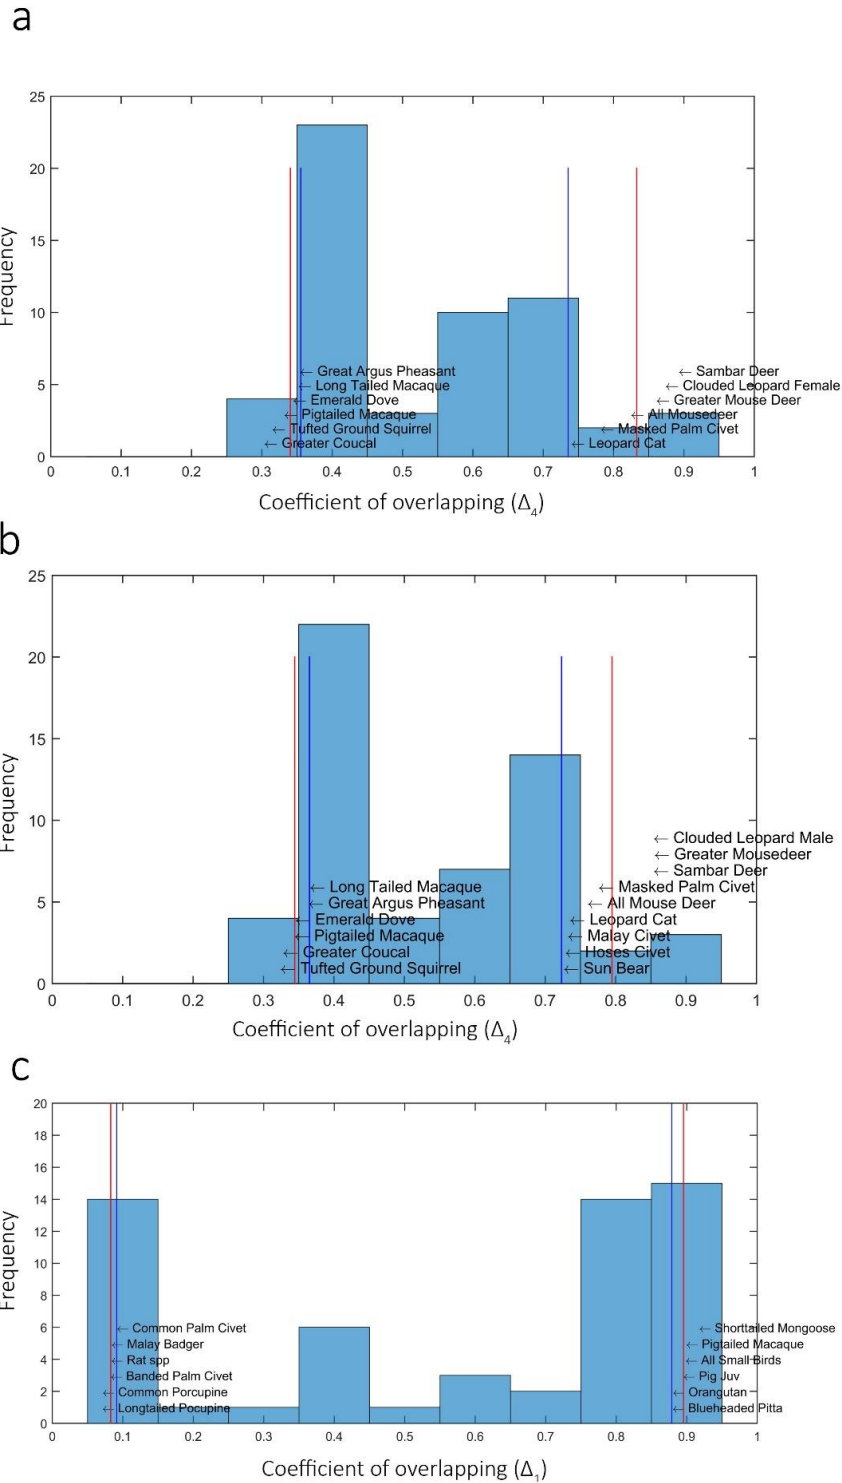 a
25
20
15
10
5
0
Frequency
← Great Argus Pheasant
← Long Tailed Macaque
← Emerald Dove
← Pigtailed Macaque
← Tufted Ground Squirrel
← Greater Coucal
← Sambar Deer
← Clouded Leopard Female
← Greater Mouse Deer
← All Mousedeer
← Masked Palm Civet
← Leopard Cat
0 0.1 0.2 0.3 0.4 0.5 0.6 0.7 0.8 0.9 1
Coefficient of overlapping (Δ4)
b
25
20
15
10
5
0
Frequency
← Long Tailed Macaque
← Great Argus Pheasant
← Emerald Dove
← Pigtailed Macaque
← Greater Coucal
← Tufted Ground Squirrel
← Clouded Leopard Male
← Greater Mousedeer
← Sambar Deer
← Masked Palm Civet
← All Mouse Deer
← Leopard Cat
← Malay Civet
← Hoses Civet
← Sun Bear
0 0.1 0.2 0.3 0.4 0.5 0.6 0.7 0.8 0.9 1
Coefficient of overlapping (Δ4)
c
20
18
16
14
12
10
8
6
4
2
0
Frequency
← Common Palm Civet
← Malay Badger
← Rat spp
← Banded Palm Civet
← Common Porcupine
← Longtailed Pocupine
← Shorttailed Mongoose
← Pigtailed Macaque
← All Small Birds
← Pig Juv
← Orangutan
← Blueheaded Pitta
0 0.1 0.2 0.3 0.4 0.5 0.6 0.7 0.8 0.9 1
Coefficient of overlapping (Δ1)